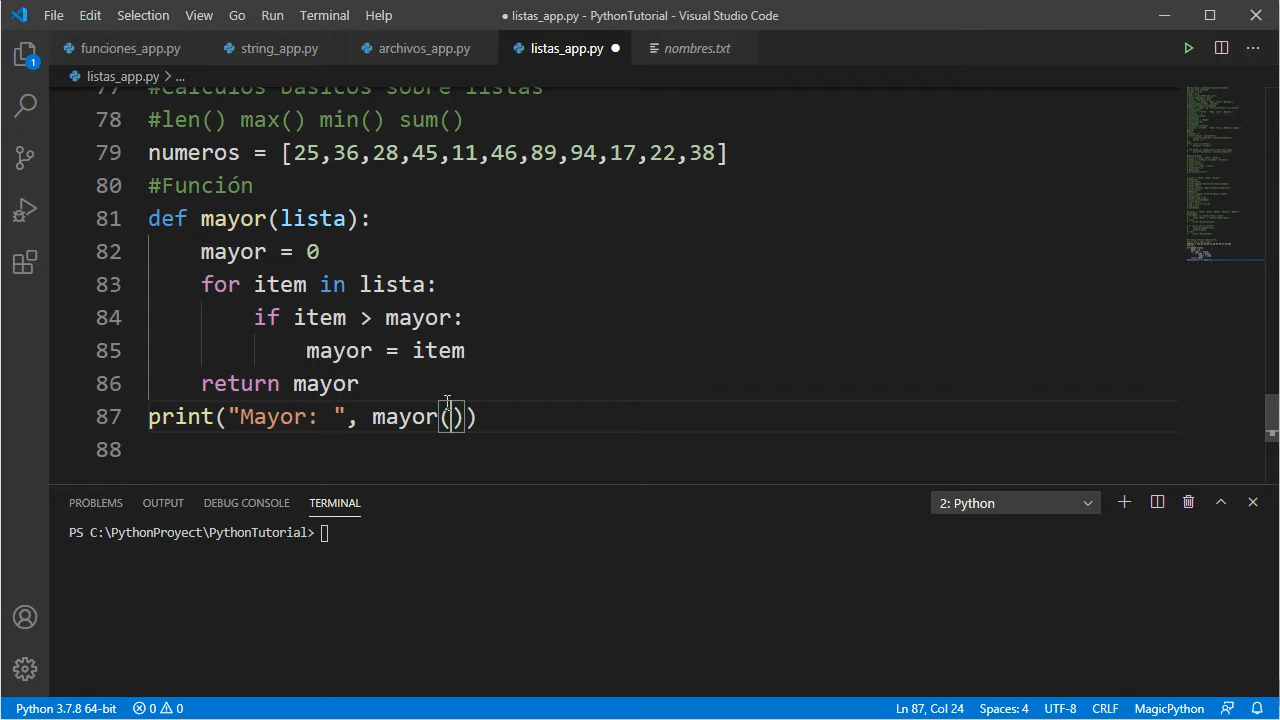 File Edit Selection View Go Run Terminal Help ● listas_app.py - PythonTutorial - Visual Studio Code
1
funciones_app.py string_app.py archivos_app.py listas_app.py ● nombres.txt
listas_app.py > ...
77 #Calculos basicos sobre listas
78 #len() max() min() sum()
79 numeros = [25,36,28,45,11,46,89,94,17,22,38]
80 #Función
81 def mayor(lista):
82 mayor = 0
83 for item in lista:
84 if item > mayor:
85 mayor = item
86 return mayor
87 print("Mayor: ", mayor())
88
PROBLEMS OUTPUT DEBUG CONSOLE TERMINAL 2: Python
PS C:\PythonProyect\PythonTutorial>
Python 3.7.8 64-bit 0 0 Ln 87, Col 24 Spaces: 4 UTF-8 CRLF MagicPython